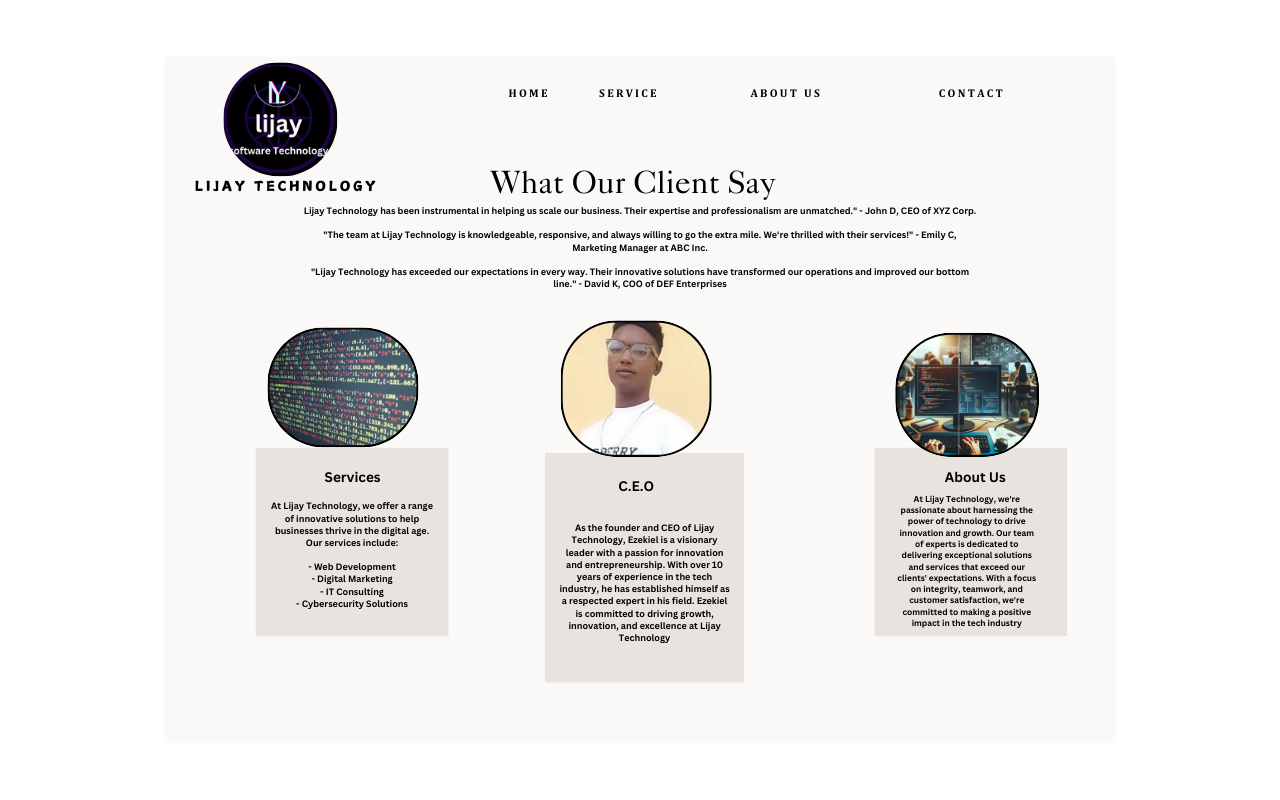 HOME SERVICE ABOUT US CONTACT
lijay
oftware Technology
LIJAY TECHNOLOGY
What Our Client Say
Lijay Technology has been instrumental in helping us scale our business. Their expertise and professionalism are unmatched." - John D, CEO of XYZ Corp.
"The team at Lijay Technology is knowledgeable, responsive, and always willing to go the extra mile. We're thrilled with their services!" - Emily C,
Marketing Manager at ABC Inc.
"Lijay Technology has exceeded our expectations in every way. Their innovative solutions have transformed our operations and improved our bottom
line." - David K, COO of DEF Enterprises
Services
At Lijay Technology, we offer a range
of innovative solutions to help
businesses thrive in the digital age.
Our services include:
- Web Development
- Digital Marketing
- IT Consulting
- Cybersecurity Solutions
C.E.O
As the founder and CEO of Lijay
Technology, Ezekiel is a visionary
leader with a passion for innovation
and entrepreneurship. With over 10
years of experience in the tech
industry, he has established himself as
a respected expert in his field. Ezekiel
is committed to driving growth,
innovation, and excellence at Lijay
Technology
About Us
At Lijay Technology, we're
passionate about harnessing the
power of technology to drive
innovation and growth. Our team
of experts is dedicated to
delivering exceptional solutions
and services that exceed our
clients' expectations. With a focus
on integrity, teamwork, and
customer satisfaction, we're
committed to making a positive
impact in the tech industry